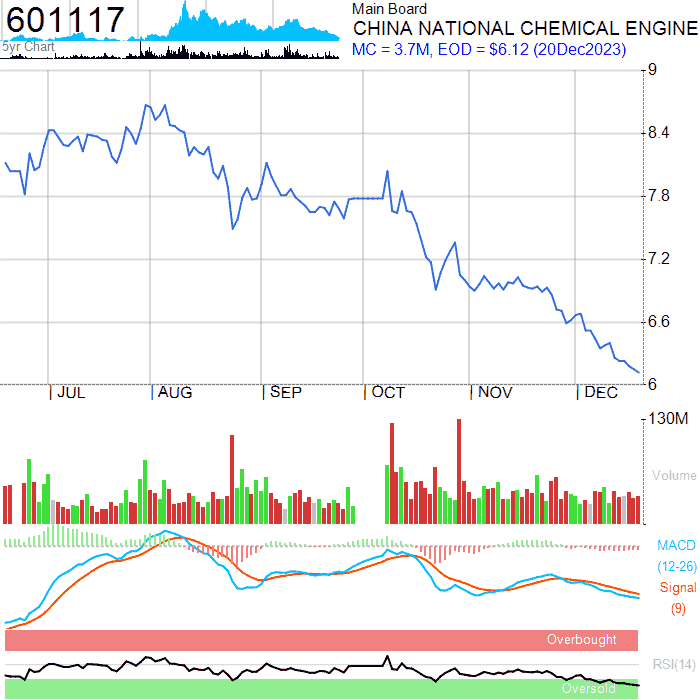 601117
5yr Chart
Main Board
CHINA NATIONAL CHEMICAL ENGINE
MC = 3.7M, EOD = $6.12 (20Dec2023)
9
8.4
7.8
7.2
6.6
6
JUL
AUG
SEP
OCT
NOV
DEC
130M
Volume
MACD
(12-26)
Signal
(9)
Overbought
RSI(14)
Oversold